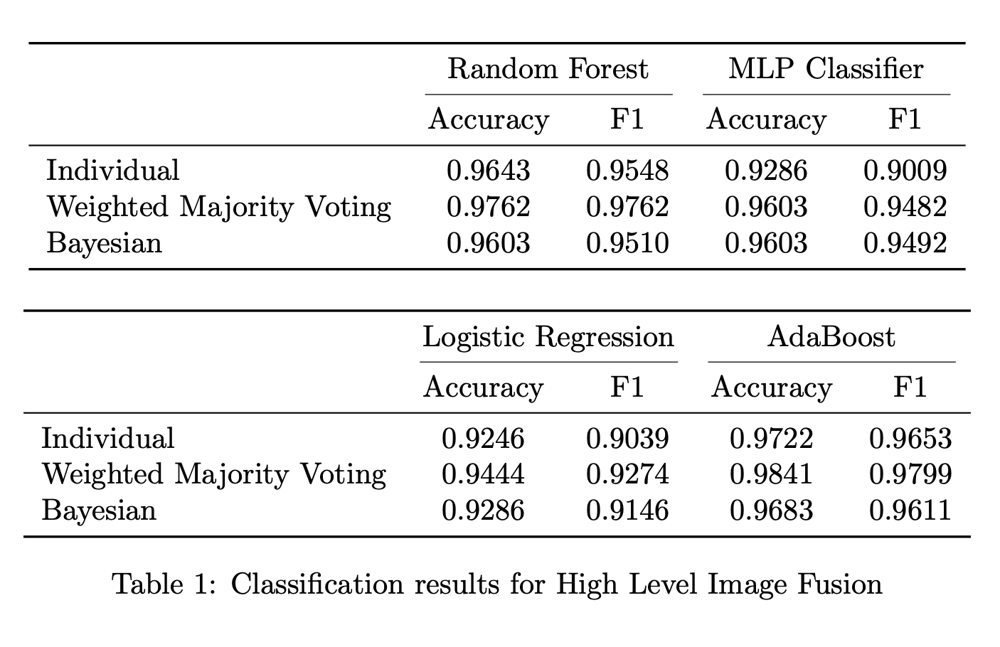 Random Forest MLP Classifier
Accuracy F1 Accuracy F1
Individual 0.9643 0.9548 0.9286 0.9009
Weighted Majority Voting 0.9762 0.9762 0.9603 0.9482
Bayesian 0.9603 0.9510 0.9603 0.9492
Logistic Regression AdaBoost
Accuracy F1 Accuracy F1
Individual 0.9246 0.9039 0.9722 0.9653
Weighted Majority Voting 0.9444 0.9274 0.9841 0.9799
Bayesian 0.9286 0.9146 0.9683 0.9611
Table 1: Classification results for High Level Image Fusion